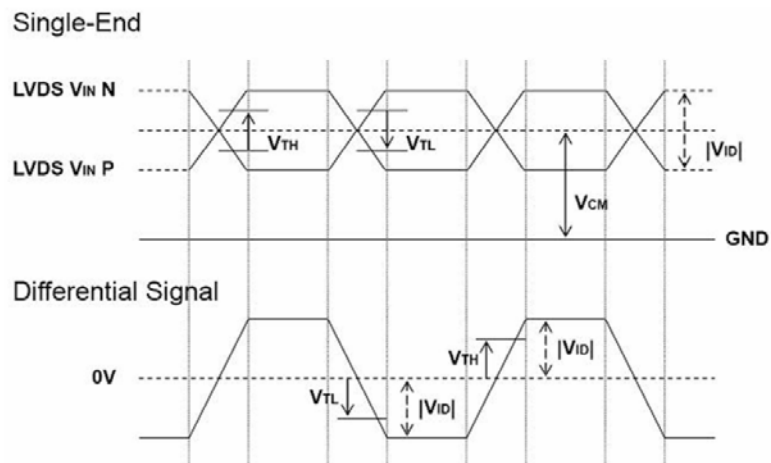 Single-End
LVDS VIN N
VTH
VTL
|VID|
LVDS VIN P
VCM
GND
Differential Signal
VTH
|VID|
0V
VTL
|VID|